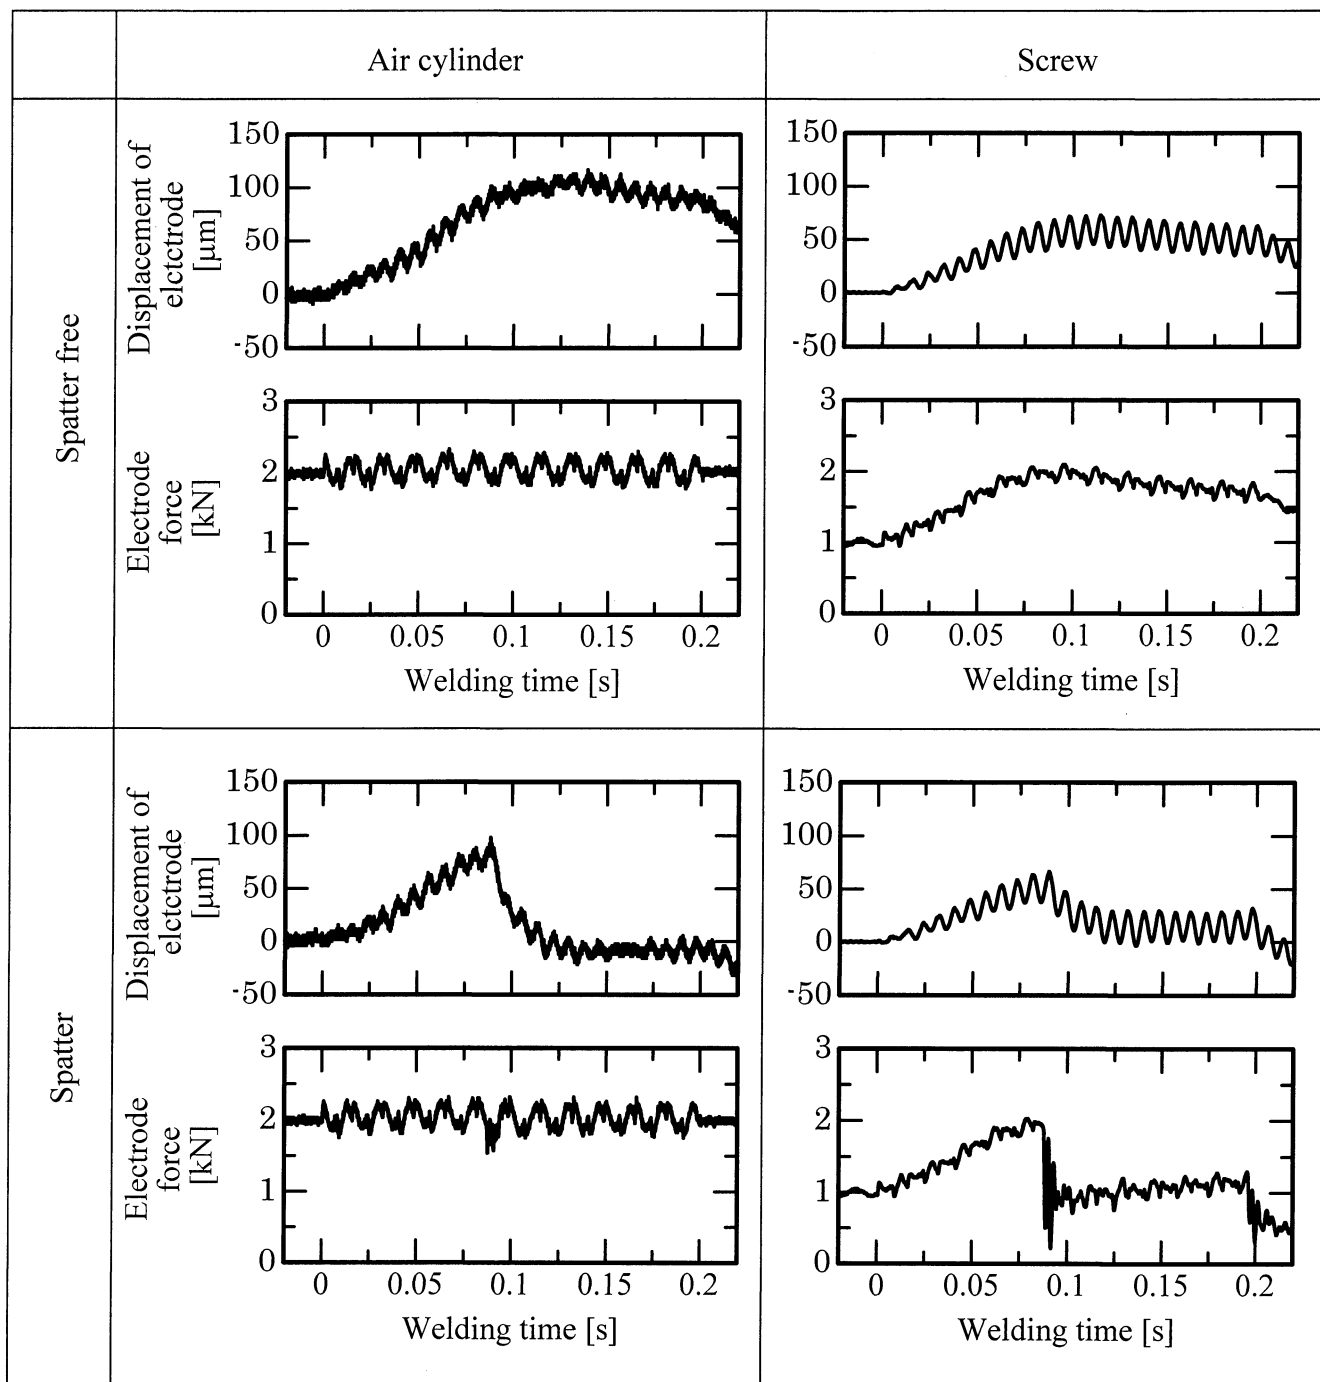 Air cylinder
Screw
Spatter free
Displacement of
elctctrode
[μm]
150
100
50
0
-50
150
100
50
0
-50
Electrode
force
[kN]
3
2
1
0
0 0.05 0.1 0.15 0.2
Welding time [s]
3
2
1
0
0 0.05 0.1 0.15 0.2
Welding time [s]
Spatter
Displacement of
elctctrode
[μm]
150
100
50
0
-50
150
100
50
0
-50
Electrode
force
[kN]
3
2
1
0
0 0.05 0.1 0.15 0.2
Welding time [s]
3
2
1
0
0 0.05 0.1 0.15 0.2
Welding time [s]